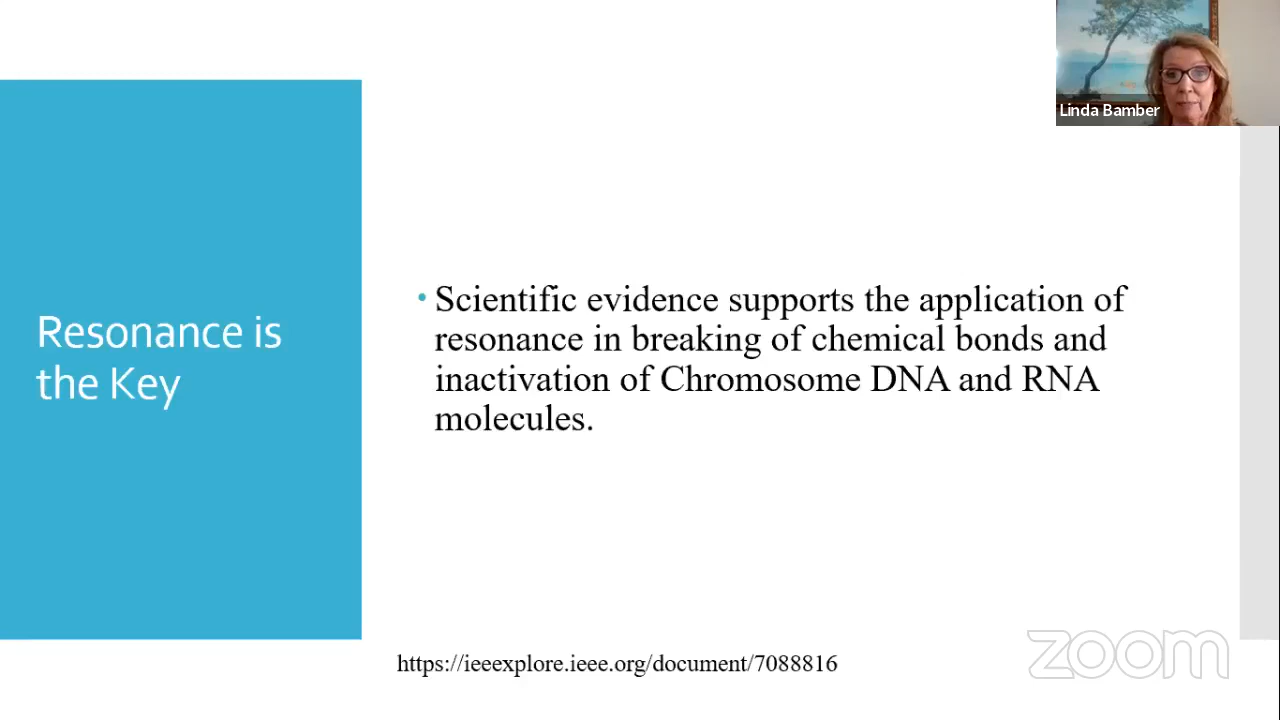 Linda Bamber
Resonance is
the Key
• Scientific evidence supports the application of
resonance in breaking of chemical bonds and
inactivation of Chromosome DNA and RNA
molecules.
https://ieeexplore.ieee.org/document/7088816
zoom